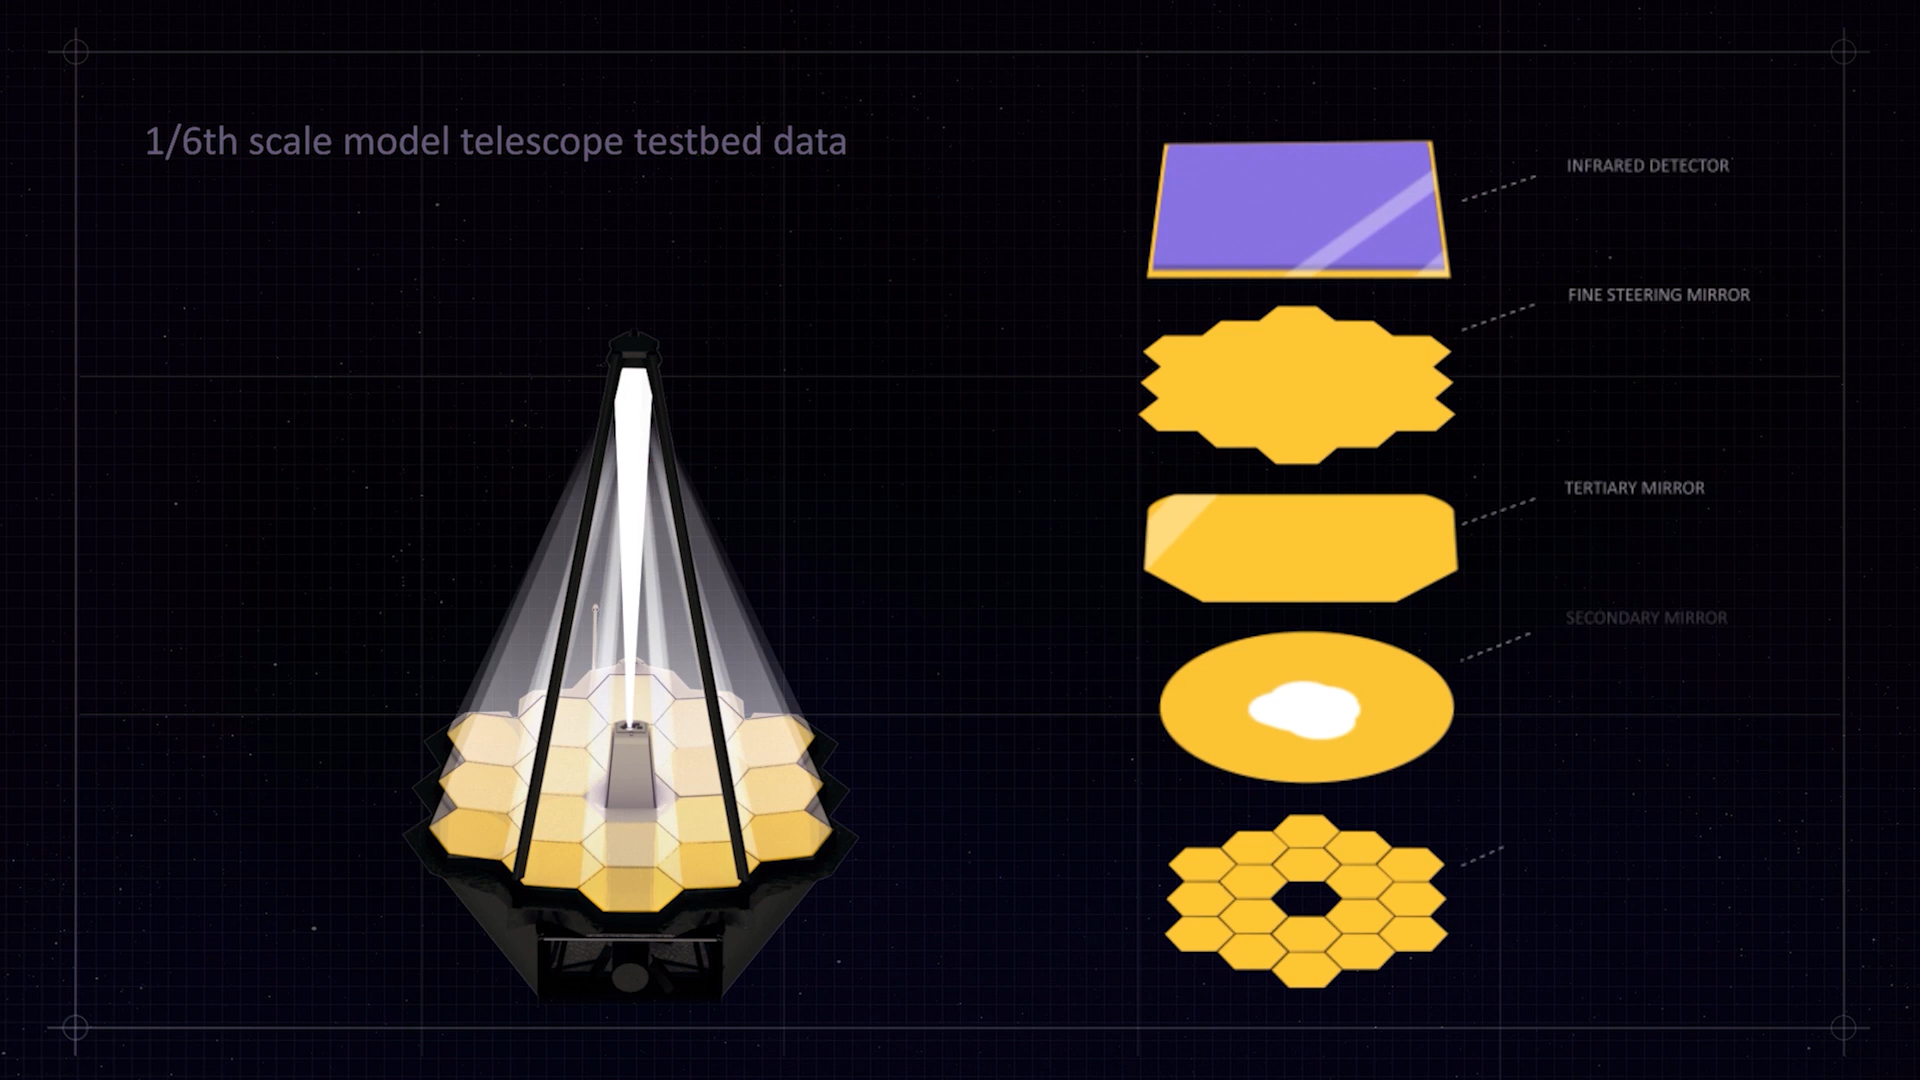 1/6th scale model telescope testbed data
INFRARED DETECTOR
FINE STEERING MIRROR
TERTIARY MIRROR
SECONDARY MIRROR